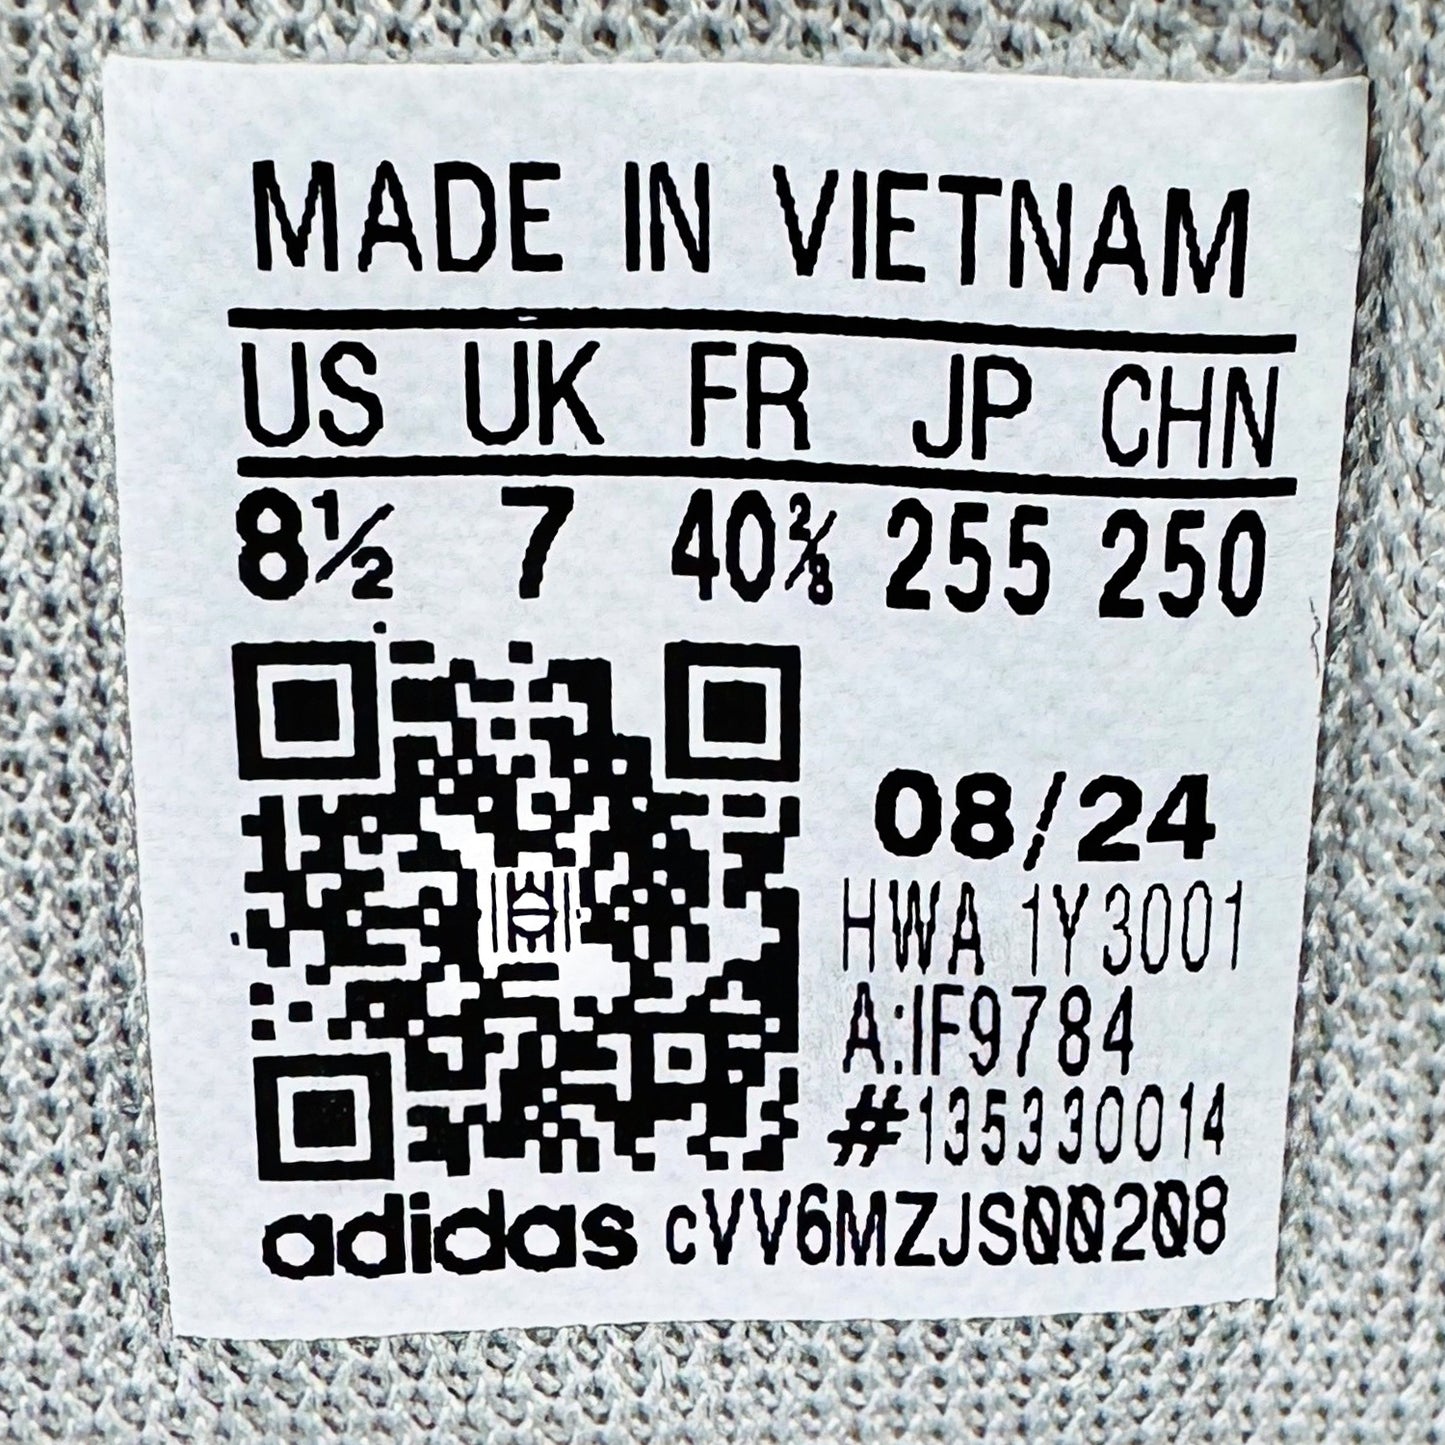 MADE IN VIETNAM
US UK FR JP CHN
8½ 7 40⅔ 255 250
08/24
HWA 1Y3001
A:IF9784
#135330014
adidas cVV6MZJS00208